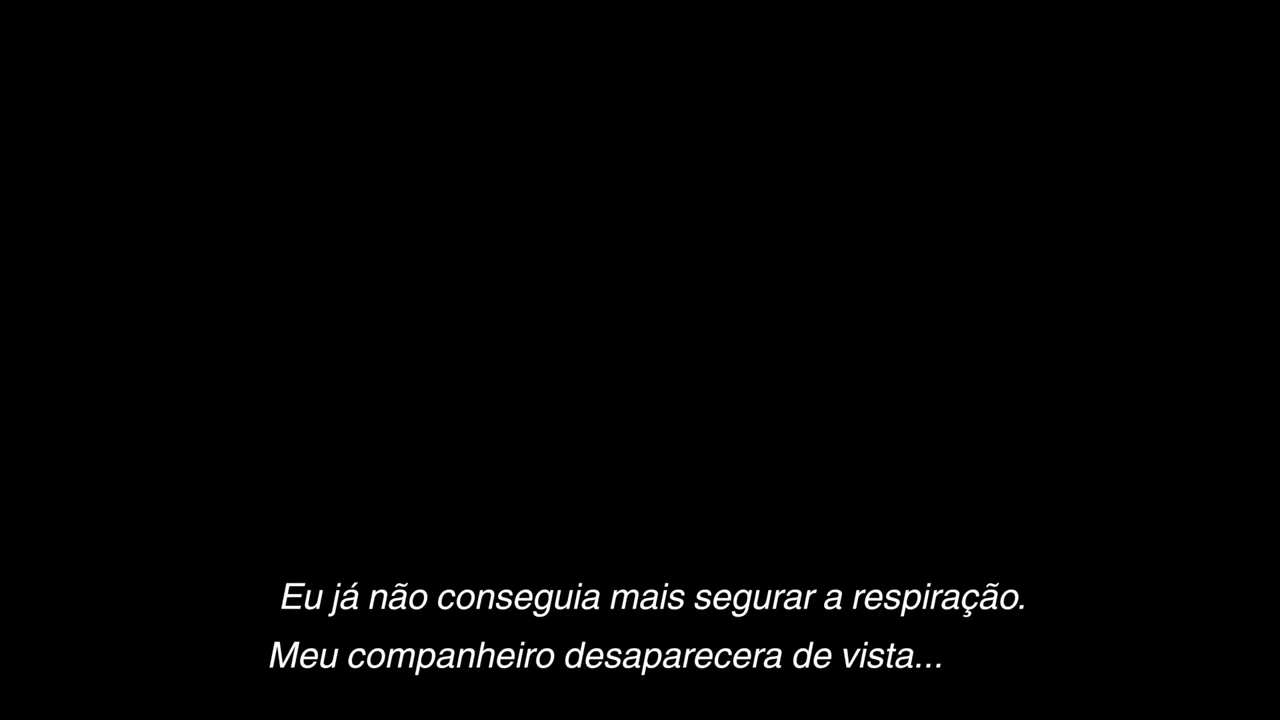 Eu já não conseguia mais segurar a respiração.
Meu companheiro desaparecera de vista...